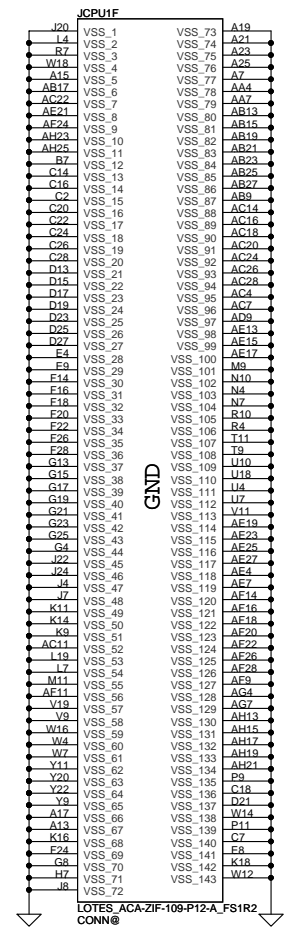 JCPU1F
J20 VSS_1 VSS_73 A19
L4 VSS_2 VSS_74 A21
R7 VSS_3 VSS_75 A23
W18 VSS_4 VSS_76 A25
A15 VSS_5 VSS_77 A7
AB17 VSS_6 VSS_78 AA4
AC22 VSS_7 VSS_79 AA7
AE21 VSS_8 VSS_80 AB13
AF24 VSS_9 VSS_81 AB15
AH23 VSS_10 VSS_82 AB19
AH25 VSS_11 VSS_83 AB21
B7 VSS_12 VSS_84 AB23
C14 VSS_13 VSS_85 AB25
C16 VSS_14 VSS_86 AB27
C2 VSS_15 VSS_87 AB9
C20 VSS_16 VSS_88 AC14
C22 VSS_17 VSS_89 AC16
C24 VSS_18 VSS_90 AC18
C26 VSS_19 VSS_91 AC20
C28 VSS_20 VSS_92 AC24
D13 VSS_21 VSS_93 AC26
D15 VSS_22 VSS_94 AC28
D17 VSS_23 VSS_95 AC4
D19 VSS_24 VSS_96 AC7
D23 VSS_25 VSS_97 AD9
D25 VSS_26 VSS_98 AE13
D27 VSS_27 VSS_99 AE15
E4 VSS_28 VSS_100 AE17
E9 VSS_29 VSS_101 M9
F14 VSS_30 VSS_102 N10
F16 VSS_31 VSS_103 N4
F18 VSS_32 VSS_104 N7
F20 VSS_33 VSS_105 R10
F22 VSS_34 VSS_106 R4
F26 VSS_35 VSS_107 T11
F28 VSS_36 VSS_108 T9
G13 VSS_37 VSS_109 U10
G15 VSS_38 VSS_110 U18
G17 VSS_39 VSS_111 U4
G19 VSS_40 VSS_112 U7
G21 VSS_41 VSS_113 V11
G23 VSS_42 VSS_114 AE19
G25 VSS_43 VSS_115 AE23
G4 VSS_44 VSS_116 AE25
J22 VSS_45 VSS_117 AE27
J24 VSS_46 VSS_118 AE4
J4 VSS_47 VSS_119 AE7
J7 VSS_48 VSS_120 AF14
K11 VSS_49 VSS_121 AF16
K14 VSS_50 VSS_122 AF18
K9 VSS_51 VSS_123 AF20
AC11 VSS_52 VSS_124 AF22
L19 VSS_53 VSS_125 AF26
L7 VSS_54 VSS_126 AF28
M11 VSS_55 VSS_127 AF9
AF11 VSS_56 VSS_128 AG4
V19 VSS_57 VSS_129 AG7
V9 VSS_58 VSS_130 AH13
W16 VSS_59 VSS_131 AH15
W4 VSS_60 VSS_132 AH17
W7 VSS_61 VSS_133 AH19
Y11 VSS_62 VSS_134 AH21
Y20 VSS_63 VSS_135 P9
Y22 VSS_64 VSS_136 C18
Y9 VSS_65 VSS_137 D21
A17 VSS_66 VSS_138 W14
A13 VSS_67 VSS_139 P11
K16 VSS_68 VSS_140 C7
F24 VSS_69 VSS_141 E8
G8 VSS_70 VSS_142 K18
H7 VSS_71 VSS_143 W12
J8 VSS_72
GND
LOTES_ACA-ZIF-109-P12-A_FS1R2
CONN@